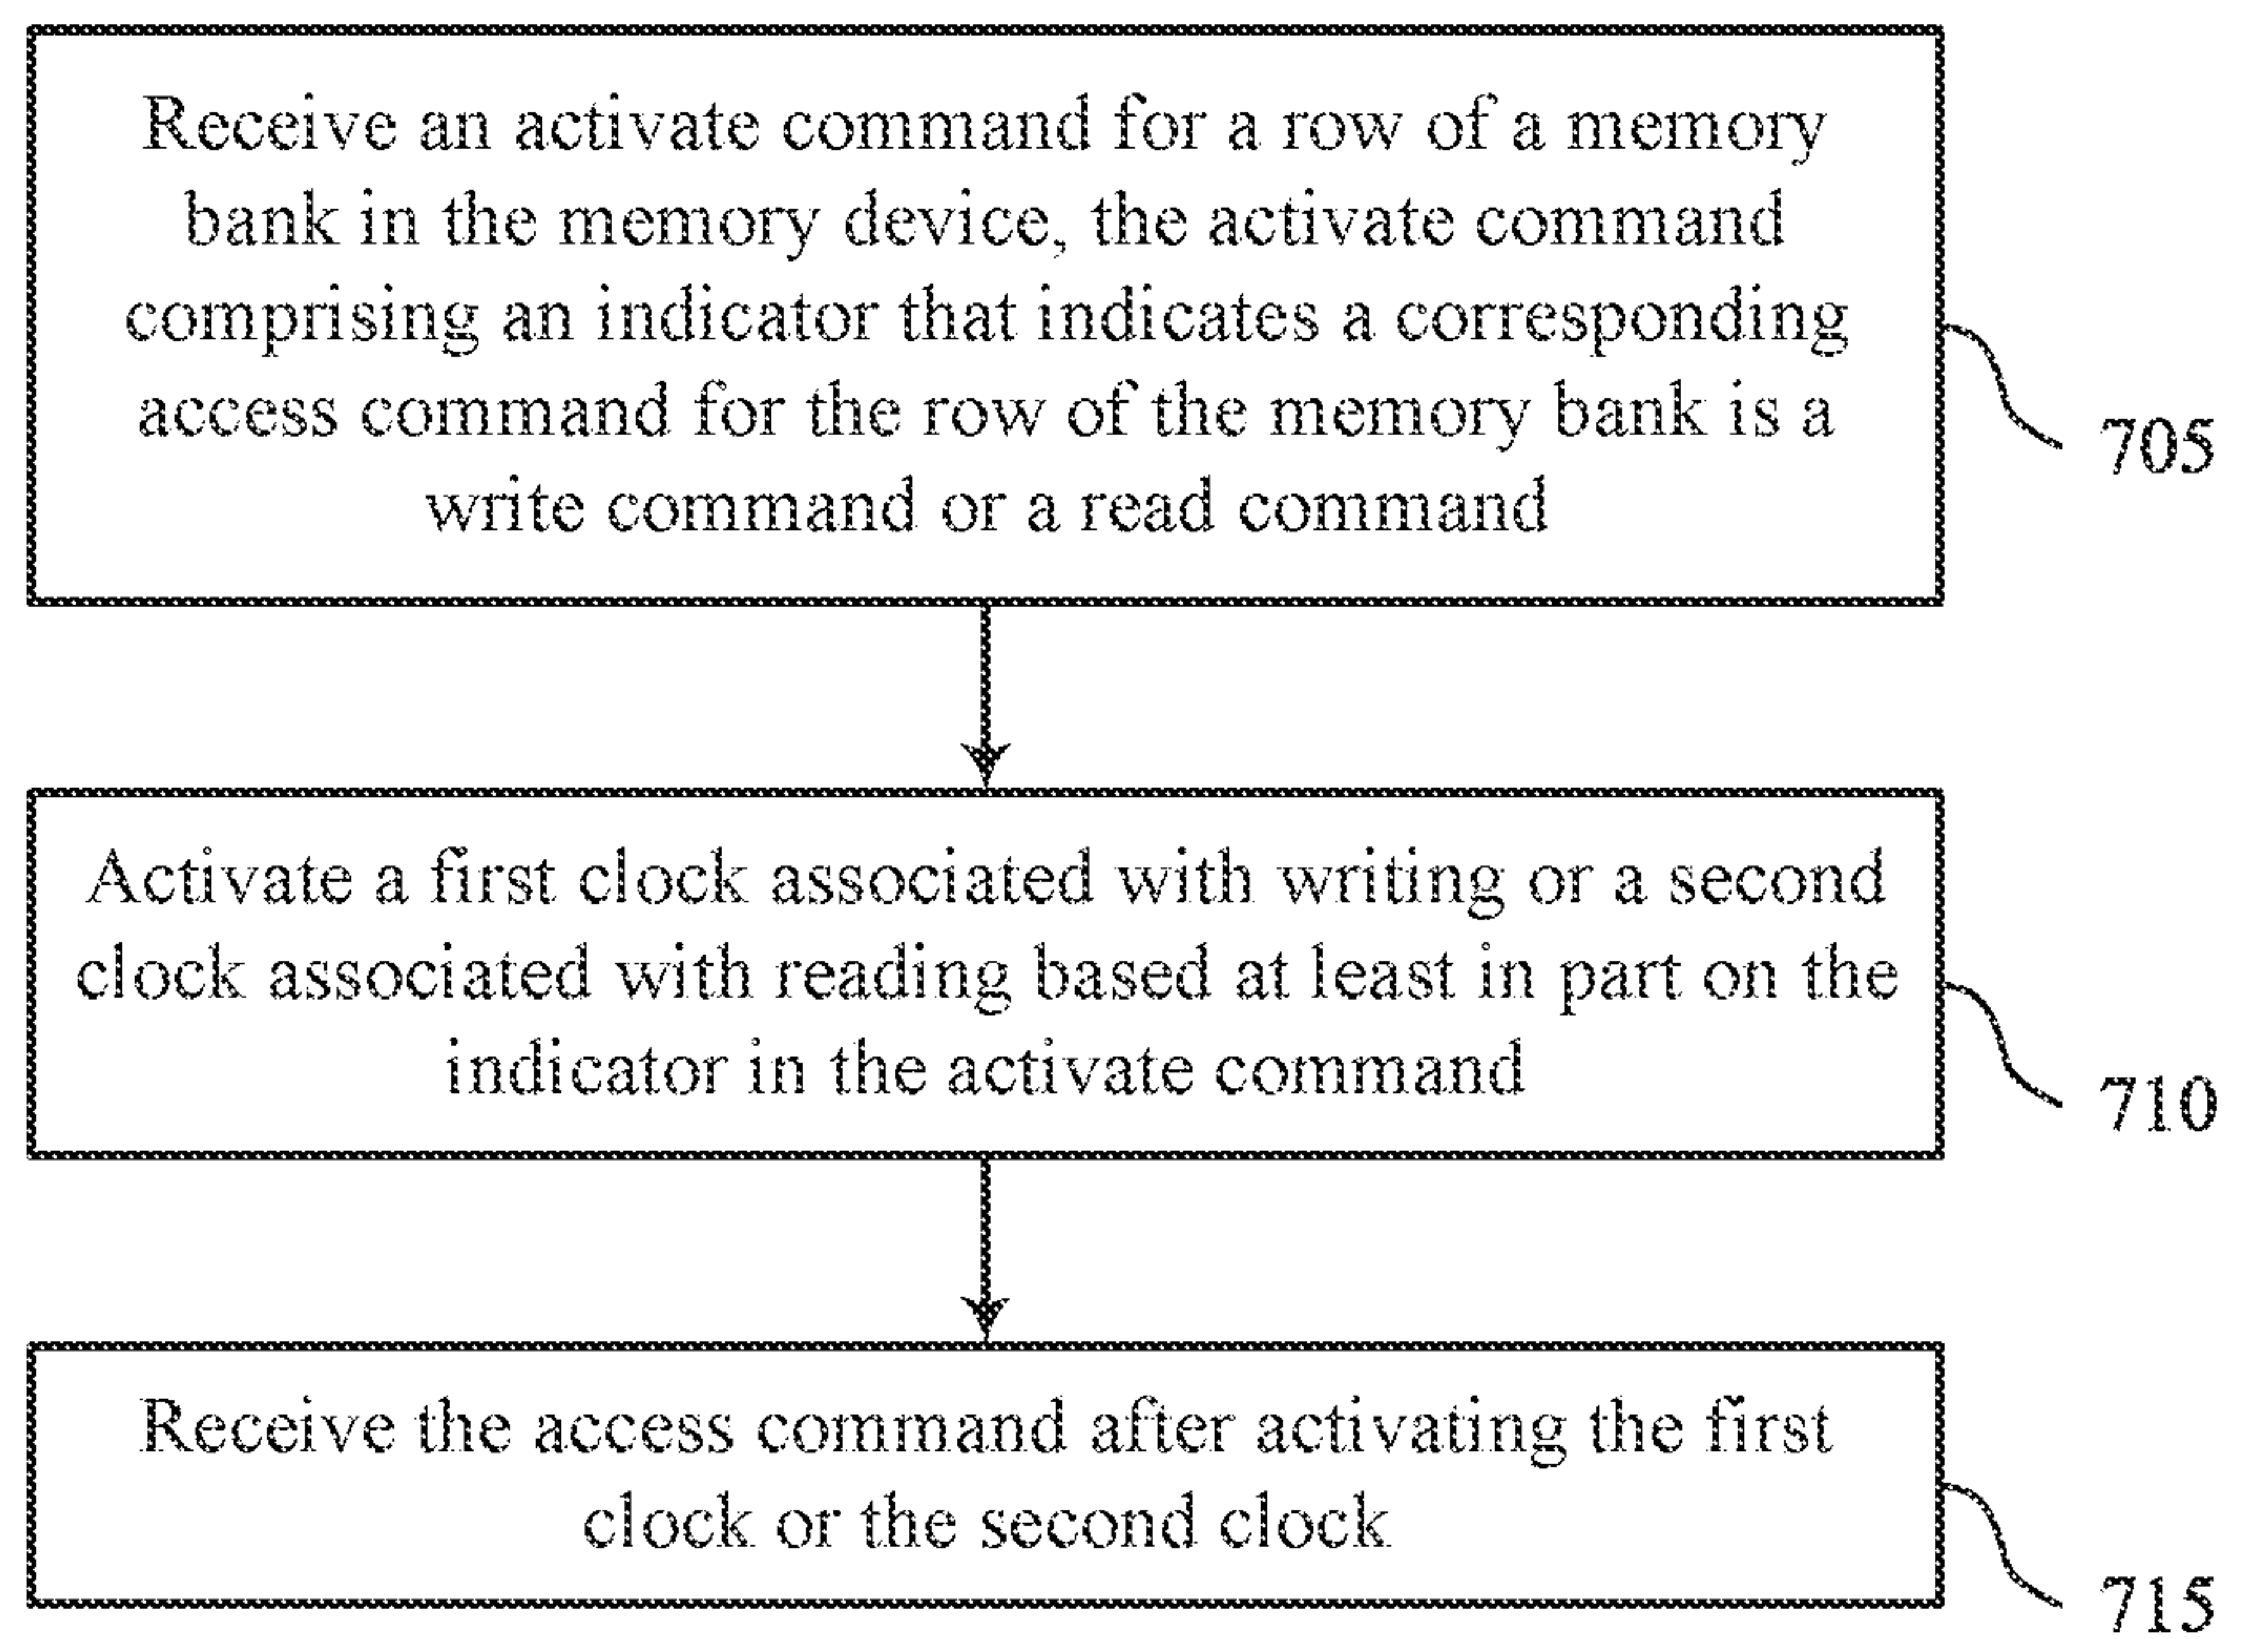 Receive an activate command for a row of a memory
bank in the memory device, the activate command
comprising an indicator that indicates a corresponding
access command for the row of the memory bank is a
write command or a read command
705
Activate a first clock associated with writing or a second
clock associated with reading based at least in part on the
indicator in the activate command
710
Receive the access command after activating the first
clock or the second clock
715